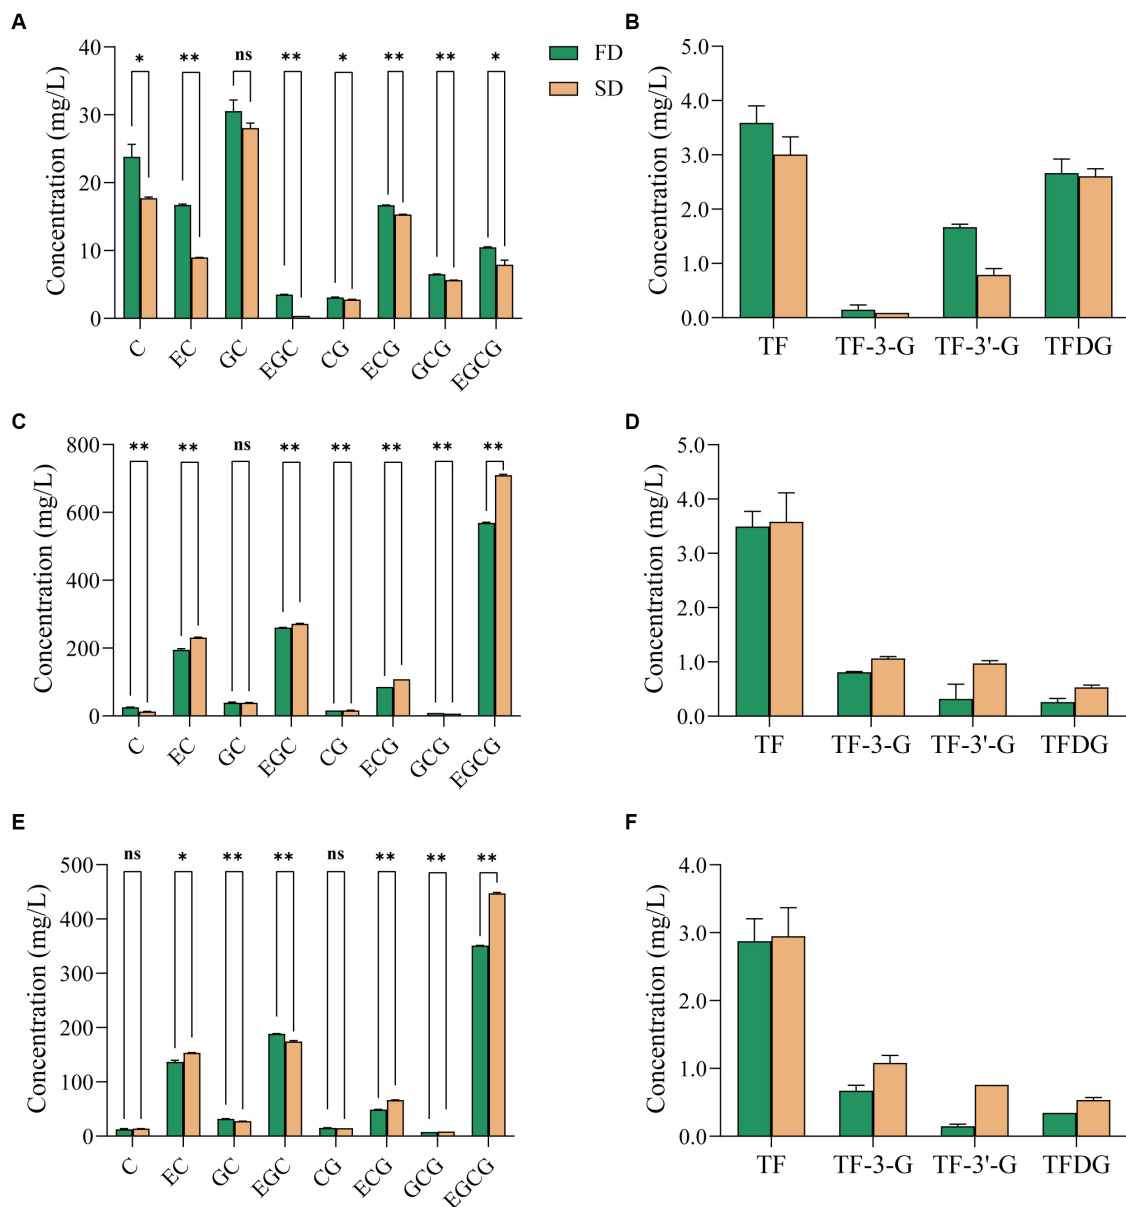 A
B
FD
SD
* ** ns ** * ** ** *
Concentration (mg/L)
40
30
20
10
0
C EC GC EGC CG ECG GCG EGCG
Concentration (mg/L)
5.0
4.0
3.0
2.0
1.0
0.0
TF TF-3-G TF-3'-G TFDG
C
D
** ** ns ** ** ** ** **
Concentration (mg/L)
800
600
400
200
0
C EC GC EGC CG ECG GCG EGCG
Concentration (mg/L)
5.0
4.0
3.0
2.0
1.0
0.0
TF TF-3-G TF-3'-G TFDG
E
F
ns * ** ** ns ** ** **
Concentration (mg/L)
500
400
300
200
100
0
C EC GC EGC CG ECG GCG EGCG
Concentration (mg/L)
4.0
3.0
2.0
1.0
0.0
TF TF-3-G TF-3'-G TFDG